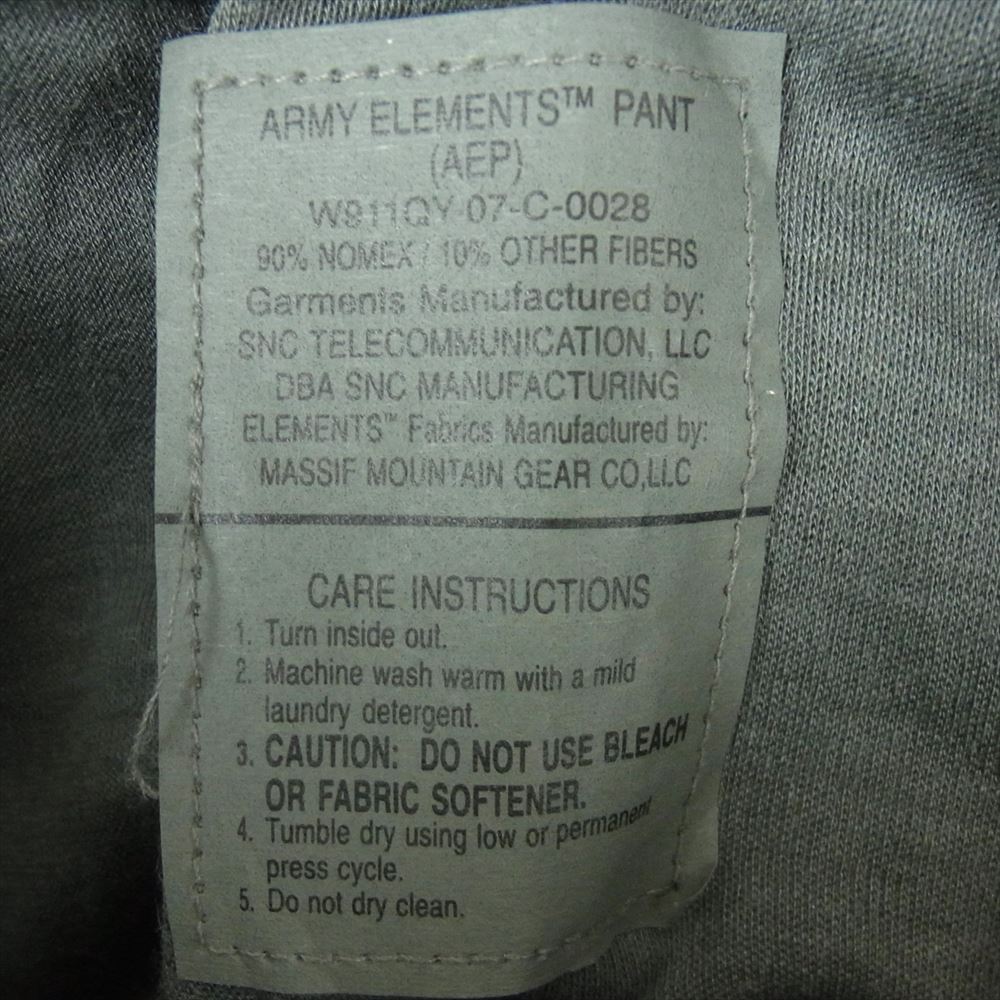 ARMY ELEMENTS™ PANT
(AEP)
W911QY-07-C-0028
90% NOMEX / 10% OTHER FIBERS
Garments Manufactured by:
SNC TELECOMMUNICATION, LLC
DBA SNC MANUFACTURING
ELEMENTS™ Fabrics Manufactured by:
MASSIF MOUNTAIN GEAR CO,LLC
CARE INSTRUCTIONS
1. Turn inside out.
2. Machine wash warm with a mild
laundry detergent.
3. CAUTION: DO NOT USE BLEACH
OR FABRIC SOFTENER.
4. Tumble dry using low or permanent
press cycle.
5. Do not dry clean.